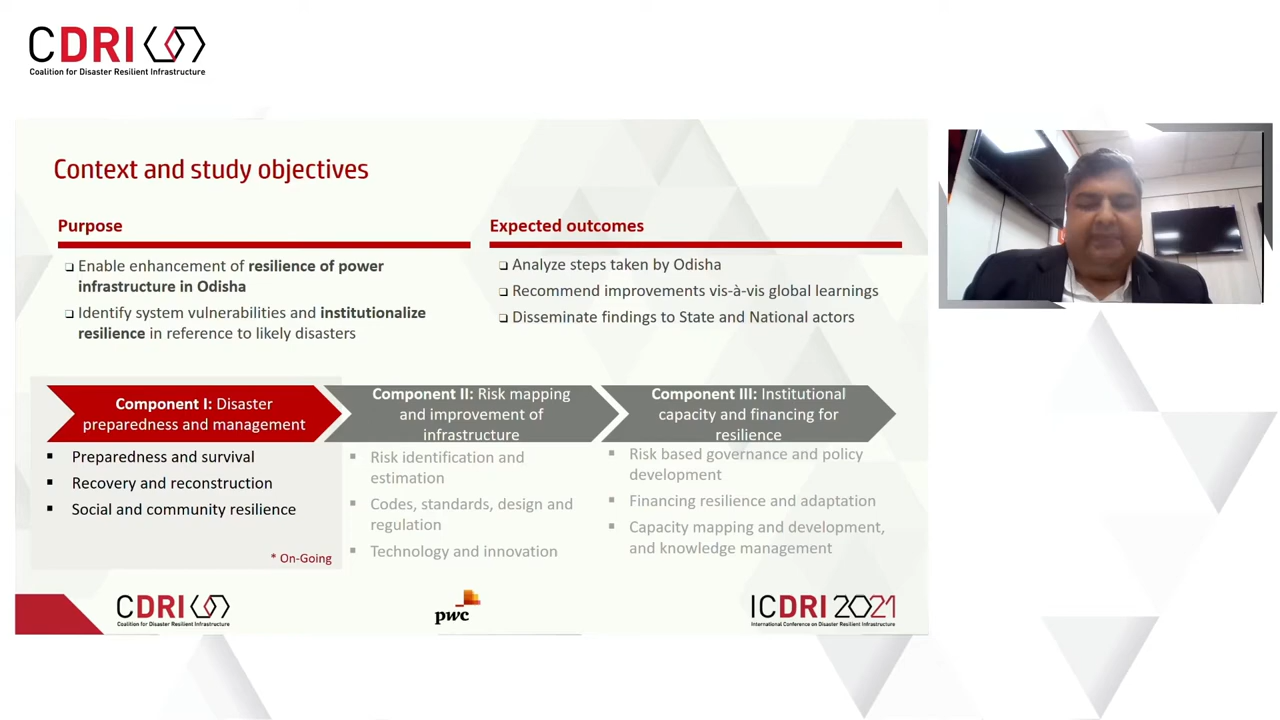 CDRI
Coalition for Disaster Resilient Infrastructure
Context and study objectives
Purpose
❑ Enable enhancement of resilience of power
infrastructure in Odisha
❑ Identify system vulnerabilities and institutionalize
resilience in reference to likely disasters
Expected outcomes
❑ Analyze steps taken by Odisha
❑ Recommend improvements vis-à-vis global learnings
❑ Disseminate findings to State and National actors
Component I: Disaster
preparedness and management
▪ Preparedness and survival
▪ Recovery and reconstruction
▪ Social and community resilience
* On-Going
Component II: Risk mapping
and improvement of
infrastructure
▪ Risk identification and
estimation
▪ Codes, standards, design and
regulation
▪ Technology and innovation
Component III: Institutional
capacity and financing for
resilience
▪ Risk based governance and policy
development
▪ Financing resilience and adaptation
▪ Capacity mapping and development,
and knowledge management
CDRI
Coalition for Disaster Resilient Infrastructure
pwc
ICDRI 2021
International Conference on Disaster Resilient Infrastructure